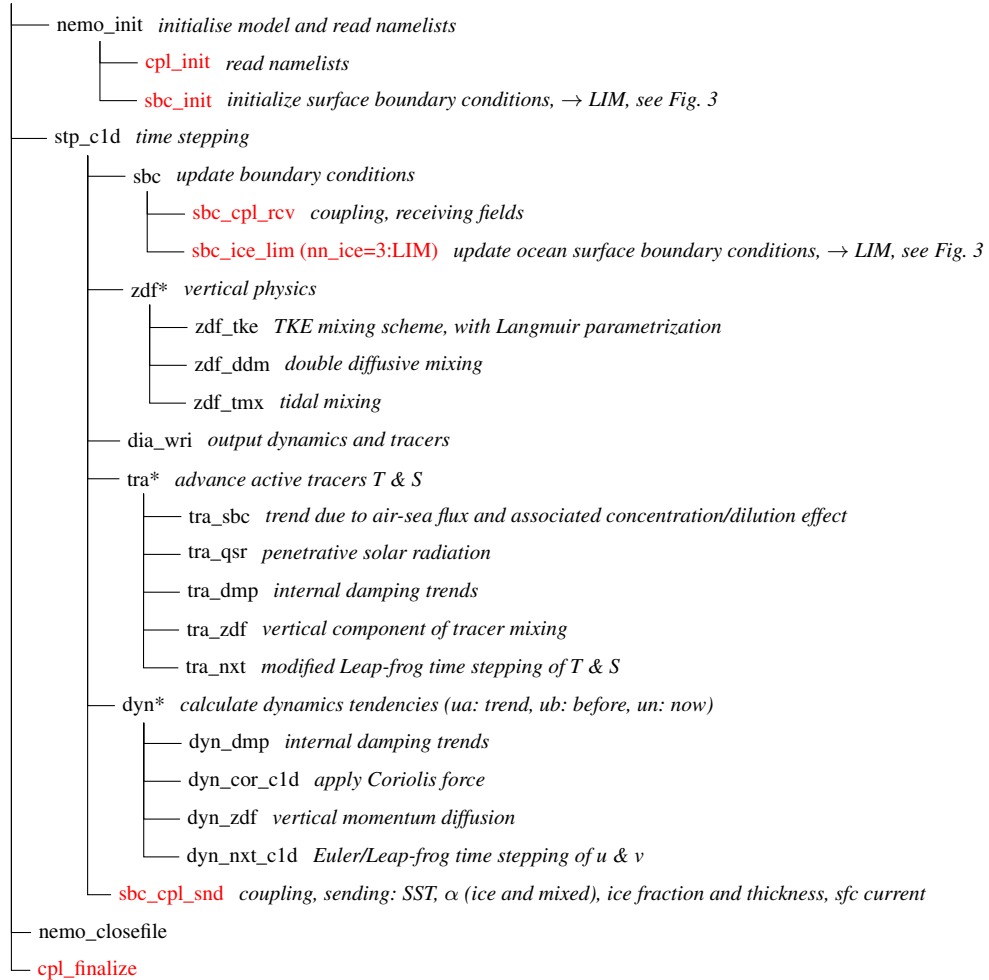 nemo_init initialise model and read namelists
cpl_init read namelists
sbc_init initialize surface boundary conditions, → LIM, see Fig. 3
stp_c1d time stepping
sbc update boundary conditions
sbc_cpl_rcv coupling, receiving fields
sbc_ice_lim (nn_ice=3:LIM) update ocean surface boundary conditions, → LIM, see Fig. 3
zdf* vertical physics
zdf_tke TKE mixing scheme, with Langmuir parametrization
zdf_ddm double diffusive mixing
zdf_tmx tidal mixing
dia_wri output dynamics and tracers
tra* advance active tracers T & S
tra_sbc trend due to air-sea flux and associated concentration/dilution effect
tra_qsr penetrative solar radiation
tra_dmp internal damping trends
tra_zdf vertical component of tracer mixing
tra_nxt modified Leap-frog time stepping of T & S
dyn* calculate dynamics tendencies (ua: trend, ub: before, un: now)
dyn_dmp internal damping trends
dyn_cor_c1d apply Coriolis force
dyn_zdf vertical momentum diffusion
dyn_nxt_c1d Euler/Leap-frog time stepping of u & v
sbc_cpl_snd coupling, sending: SST, α (ice and mixed), ice fraction and thickness, sfc current
nemo_closefile
cpl_finalize